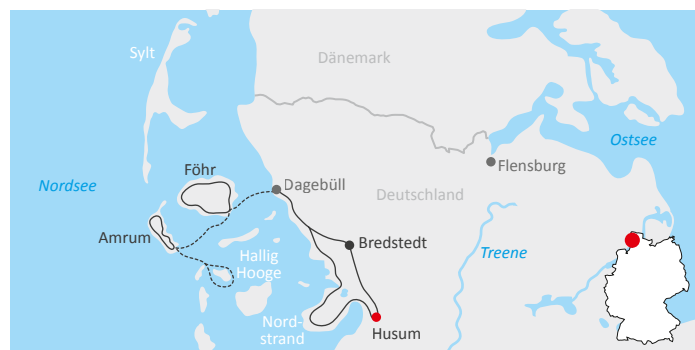 Sylt
Dänemark
Ostsee
Flensburg
Föhr
Nordsee
Dagebüll
Deutschland
Amrum
Bredstedt
Hallig
Hooge
Treene
Nord-
strand
Husum